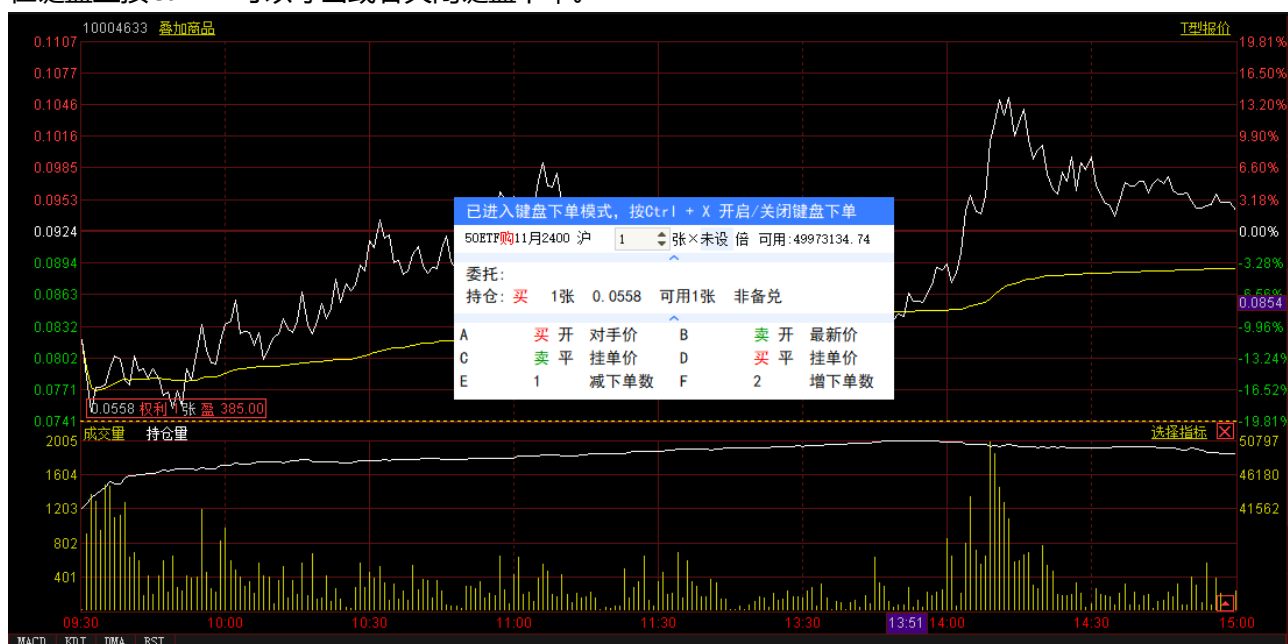 10004633 叠加商品 T型报价
0.1107 19.81%
0.1077 16.50%
0.1046 13.20%
0.1016 9.90%
0.0985 6.60%
0.0953 3.18%
0.0924 0.00%
0.0894 -3.28%
0.0863 -6.56%
0.0854
0.0832 -9.96%
0.0802 -13.24%
0.0771 -16.52%
0.0741 -19.81%
已进入键盘下单模式，按Ctrl + X 开启/关闭键盘下单
50ETF购11月2400 沪 1 张×未设 倍 可用:49973134.74
委托:
持仓: 买 1张 0.0558 可用1张 非备兑
A 买 开 对手价 B 卖 开 最新价
C 卖 平 挂单价 D 买 平 挂单价
E 1 减下单数 F 2 增下单数
0.0558 权利 1张 盈 385.00
成交量 持仓量 选择指标
2005 50797
1604 46180
1203 41562
802
401
09:30 10:00 10:30 11:00 11:30 13:30 13:51 14:00 14:30 15:00
MACD KDJ DMA RSI